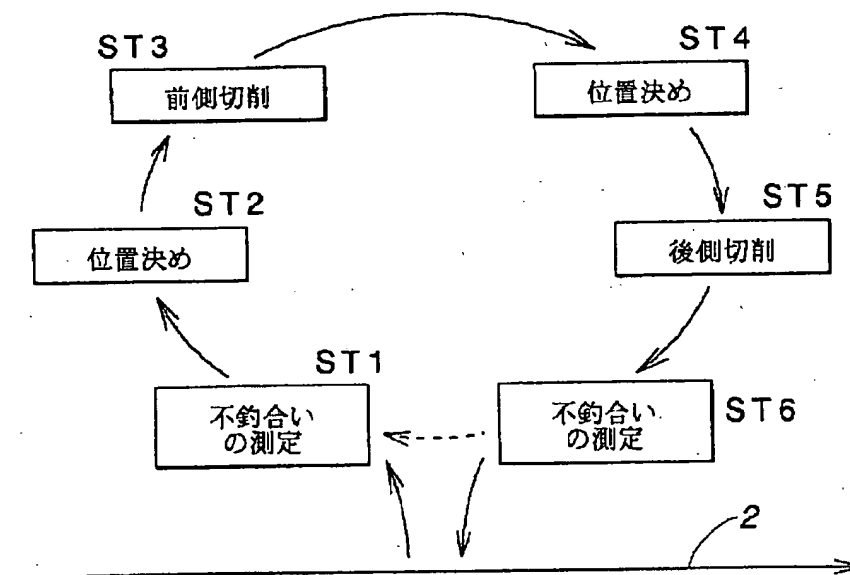 ST3
前側切削
ST4
位置決め
ST2
位置決め
ST5
後側切削
ST1
不釣合い
の測定
ST6
不釣合い
の測定
2